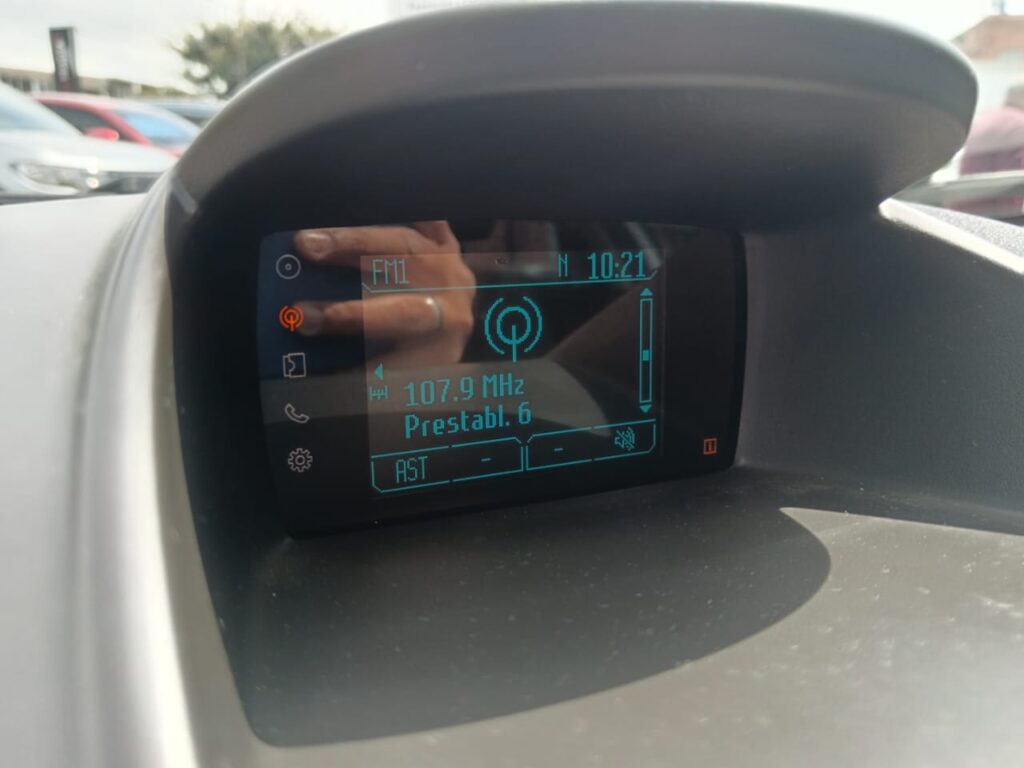 FM1 N 10:21
107.9 MHz
Prestabl. 6
AST - -